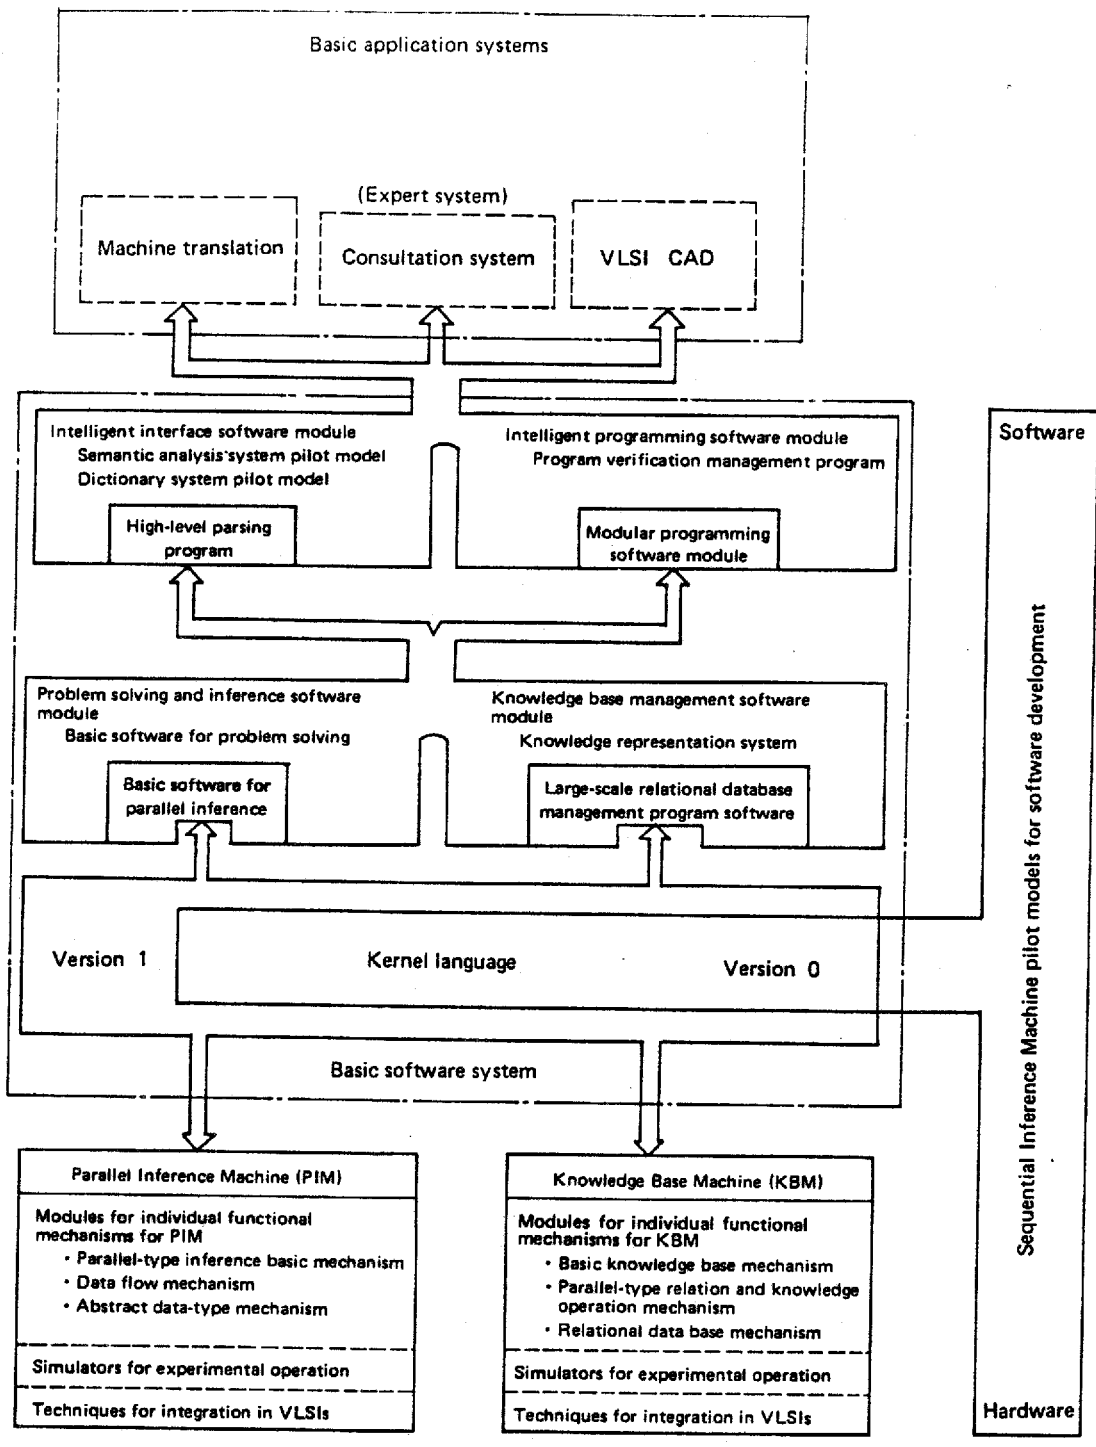 Basic application systems
(Expert system)
Machine translation
Consultation system
VLSI CAD
Intelligent interface software module
Semantic analysis system pilot model
Dictionary system pilot model
High-level parsing
program
Intelligent programming software module
Program verification management program
Modular programming
software module
Problem solving and inference software
module
Basic software for problem solving
Basic software for
parallel inference
Knowledge base management software
module
Knowledge representation system
Large-scale relational database
management program software
Version 1
Kernel language
Version 0
Basic software system
Parallel Inference Machine (PIM)
Modules for individual functional
mechanisms for PIM
• Parallel-type inference basic mechanism
• Data flow mechanism
• Abstract data-type mechanism
Simulators for experimental operation
Techniques for integration in VLSIs
Knowledge Base Machine (KBM)
Modules for individual functional
mechanisms for KBM
• Basic knowledge base mechanism
• Parallel-type relation and knowledge
operation mechanism
• Relational data base mechanism
Simulators for experimental operation
Techniques for integration in VLSIs
Software
Sequential Inference Machine pilot models for software development
Hardware